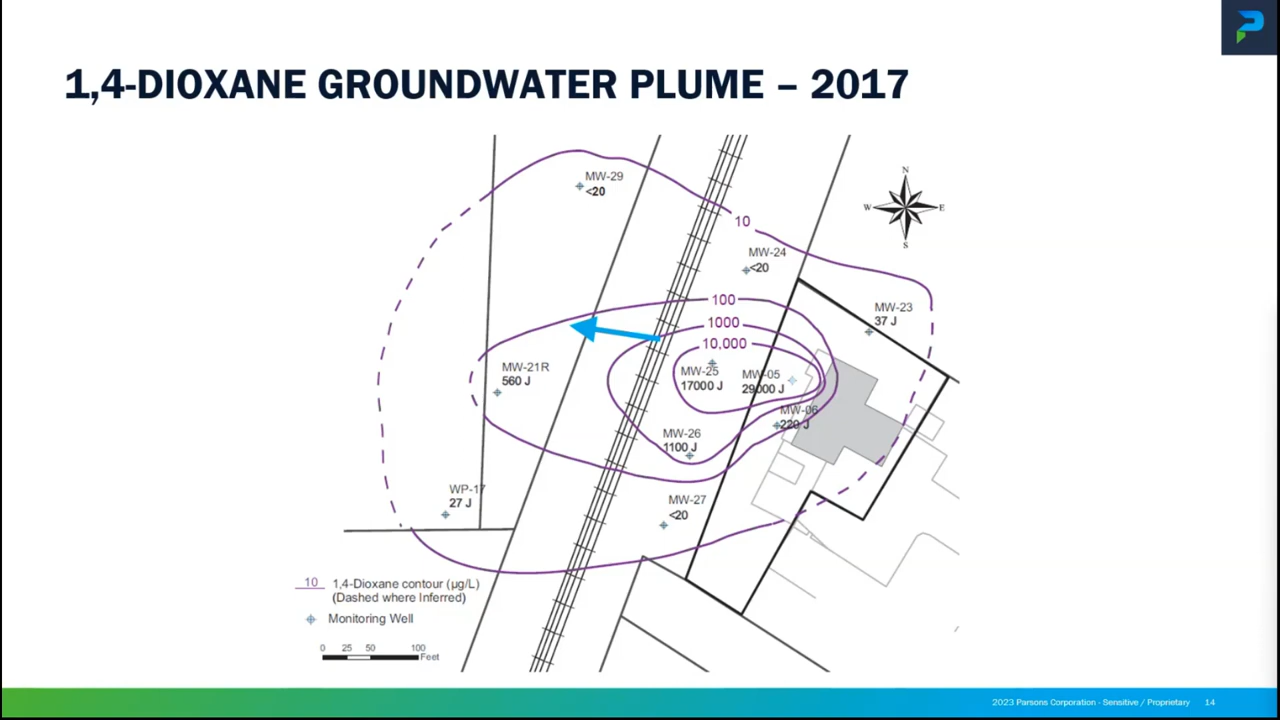 1,4-DIOXANE GROUNDWATER PLUME – 2017
MW-29
<20
N
W
E
S
10
MW-24
<20
100
MW-23
37 J
1000
10,000
MW-21R
560 J
MW-25
17000 J
MW-05
29000 J
MW-06
220 J
MW-26
1100 J
WP-17
27 J
MW-27
<20
10 1,4-Dioxane contour (µg/L)
(Dashed where Inferred)
Monitoring Well
0 25 50 100
Feet
2023 Parsons Corporation - Sensitive / Proprietary 14